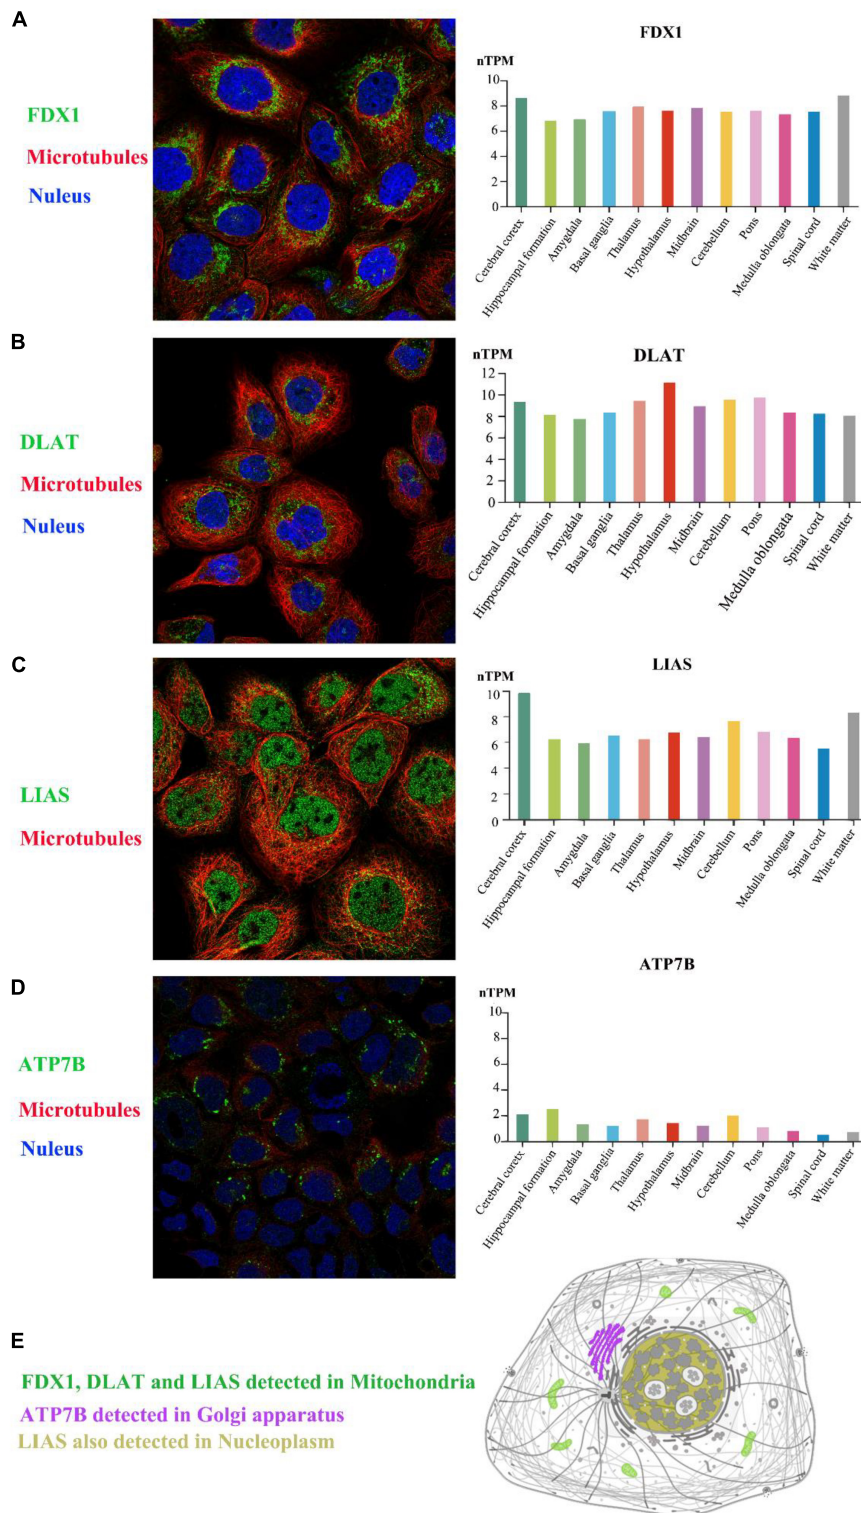 A
FDX1
Microtubules
Nuleus
FDX1
nTPM
10
8
6
4
2
0
Cerebral coretx
Hippocampal formation
Amygdala
Basal ganglia
Thalamus
Hypothalamus
Midbrain
Cerebellum
Pons
Medulla oblongata
Spinal cord
White matter
B
DLAT
Microtubules
Nuleus
DLAT
nTPM
12
10
8
6
4
2
0
Cerebral coretx
Hippocampal formation
Amygdala
Basal ganglia
Thalamus
Hypothalamus
Midbrain
Cerebellum
Pons
Medulla oblongata
Spinal cord
White matter
C
LIAS
Microtubules
LIAS
nTPM
10
8
6
4
2
0
Cerebral coretx
Hippocampal formation
Amygdala
Basal ganglia
Thalamus
Hypothalamus
Midbrain
Cerebellum
Pons
Medulla oblongata
Spinal cord
White matter
D
ATP7B
Microtubules
Nuleus
ATP7B
nTPM
10
8
6
4
2
0
Cerebral coretx
Hippocampal formation
Amygdala
Basal ganglia
Thalamus
Hypothalamus
Midbrain
Cerebellum
Pons
Medulla oblongata
Spinal cord
White matter
E
FDX1, DLAT and LIAS detected in Mitochondria
ATP7B detected in Golgi apparatus
LIAS also detected in Nucleoplasm